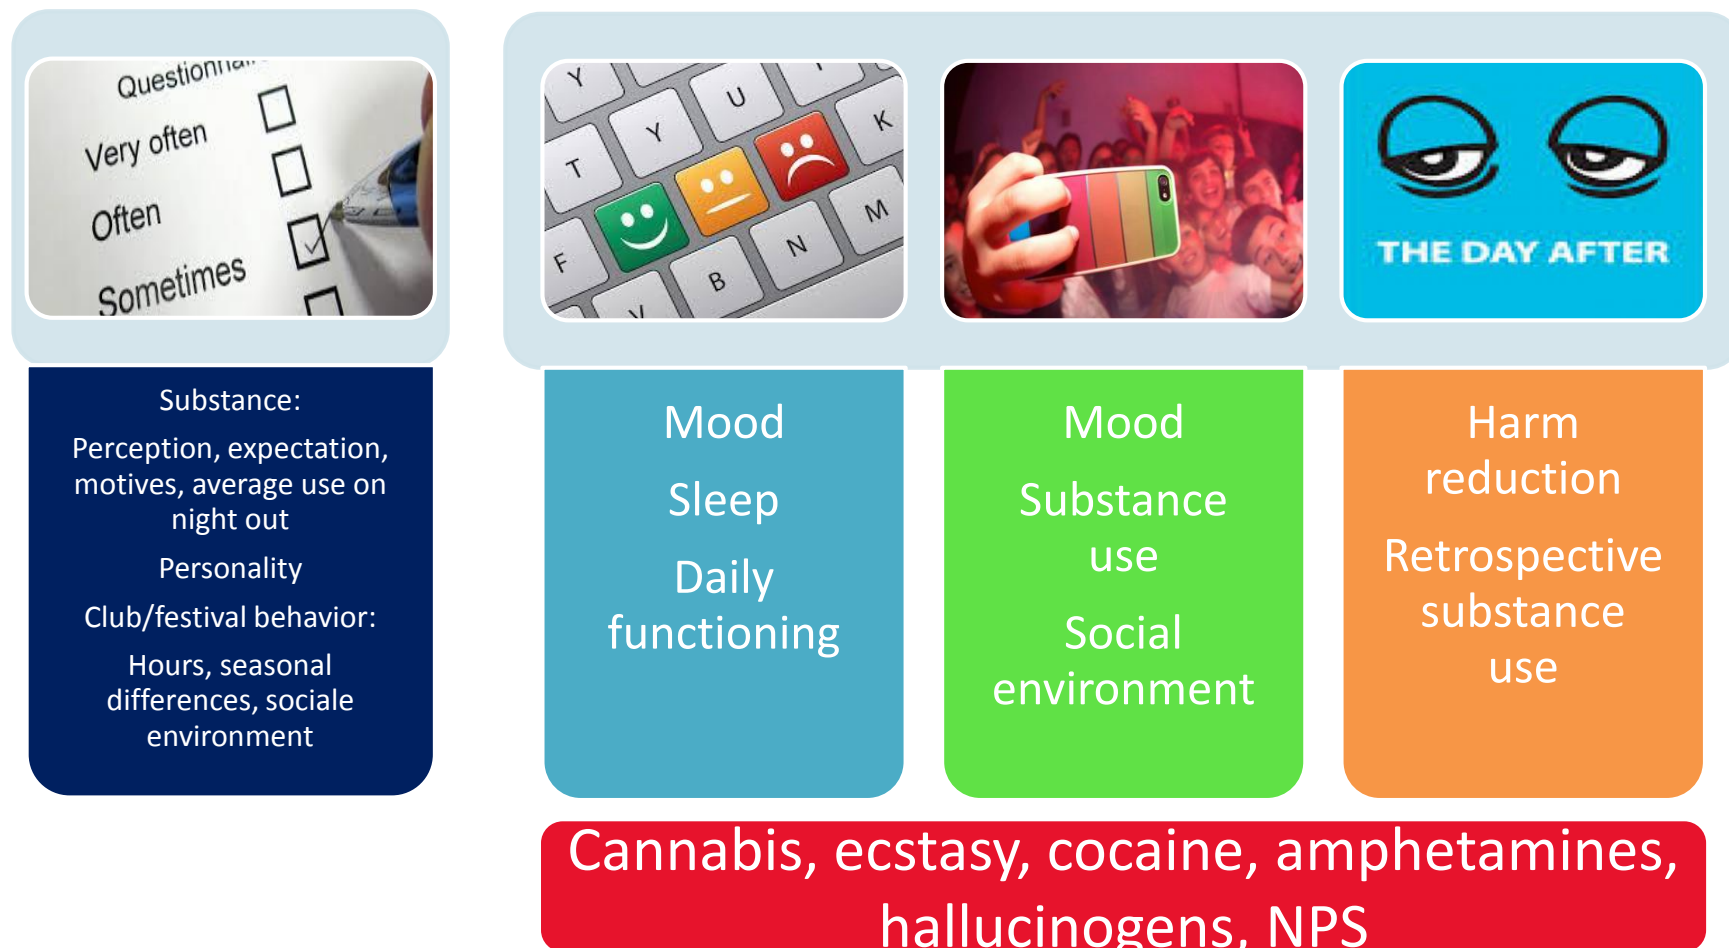 Questionnai
Very often
Often
Sometimes
Y
U
T
Y
K
F
M
V
B
N
THE DAY AFTER
Substance:
Perception, expectation,
motives, average use on
night out
Personality
Club/festival behavior:
Hours, seasonal
differences, sociale
environment
Mood
Sleep
Daily
functioning
Mood
Substance
use
Social
environment
Harm
reduction
Retrospective
substance
use
Cannabis, ecstasy, cocaine, amphetamines,
hallucinogens, NPS